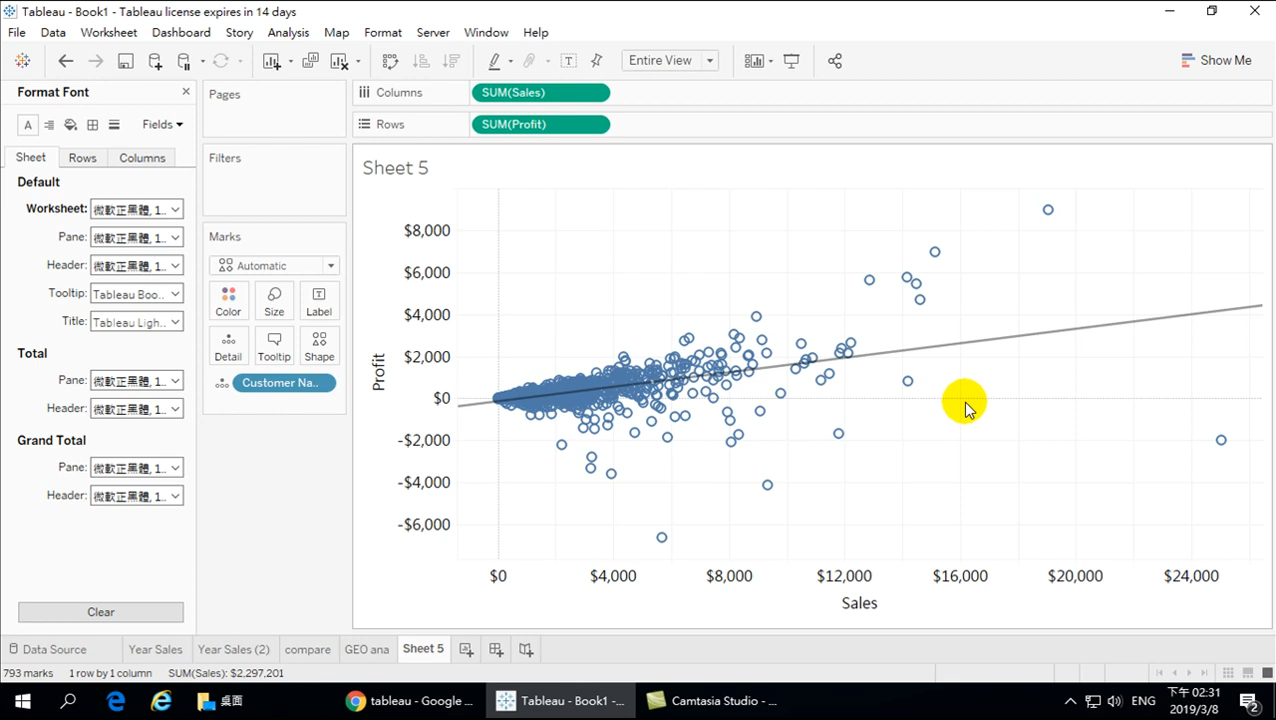 Tableau - Book1 - Tableau license expires in 14 days
File Data Worksheet Dashboard Story Analysis Map Format Server Window Help
Entire View
Show Me
Format Font
Fields
Sheet Rows Columns
Default
Worksheet: 微軟正黑體, 1..
Pane: 微軟正黑體, 1..
Header: 微軟正黑體, 1..
Tooltip: Tableau Boo..
Title: Tableau Ligh..
Total
Pane: 微軟正黑體, 1..
Header: 微軟正黑體, 1..
Grand Total
Pane: 微軟正黑體, 1..
Header: 微軟正黑體, 1..
Clear
Pages
Filters
Marks
Automatic
Color Size Label
Detail Tooltip Shape
Customer Na..
Columns SUM(Sales)
Rows SUM(Profit)
Sheet 5
Profit
$8,000
$6,000
$4,000
$2,000
$0
-$2,000
-$4,000
-$6,000
$0 $4,000 $8,000 $12,000 $16,000 $20,000 $24,000
Sales
Data Source Year Sales Year Sales (2) compare GEO ana Sheet 5
793 marks 1 row by 1 column SUM(Sales): $2,297,201
桌面 tableau - Google ... Tableau - Book1 -... Camtasia Studio - ... ENG 下午 02:31
2019/3/8 2